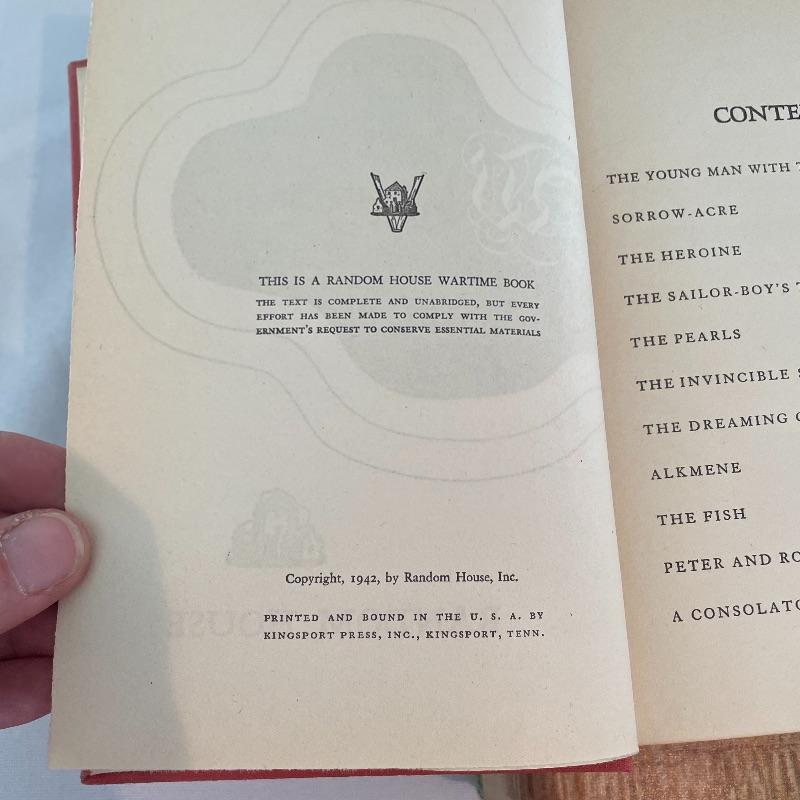 THIS IS A RANDOM HOUSE WARTIME BOOK
THE TEXT IS COMPLETE AND UNABRIDGED, BUT EVERY
EFFORT HAS BEEN MADE TO COMPLY WITH THE GOV-
ERNMENT'S REQUEST TO CONSERVE ESSENTIAL MATERIALS
Copyright, 1942, by Random House, Inc.
PRINTED AND BOUND IN THE U. S. A. BY
KINGSPORT PRESS, INC., KINGSPORT, TENN.
CONTE
THE YOUNG MAN WITH
SORROW-ACRE
THE HEROINE
THE SAILOR-BOY'S T
THE PEARLS
THE INVINCIBLE S
THE DREAMING
ALKMENE
THE FISH
PETER AND RO
A CONSOLATO